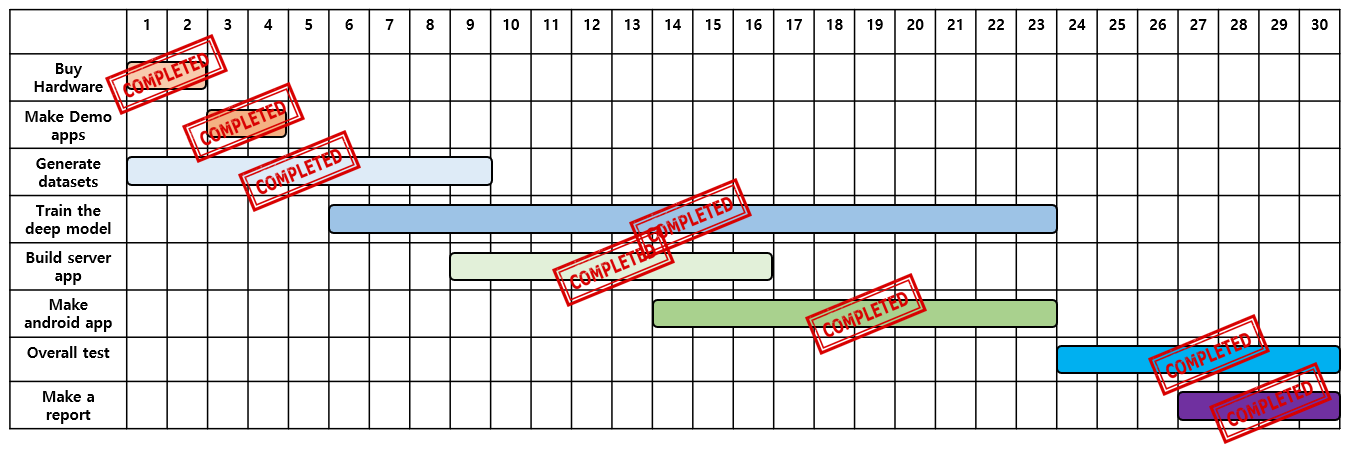 1 2 3 4 5 6 7 8 9 10 11 12 13 14 15 16 17 18 19 20 21 22 23 24 25 26 27 28 29 30
Buy
Hardware
COMPLETED
Make Demo
apps
COMPLETED
Generate
datasets
COMPLETED
Train the
deep model
COMPLETED
Build server
app
COMPLETED
Make
android app
COMPLETED
Overall test
COMPLETED
Make a
report
COMPLETED